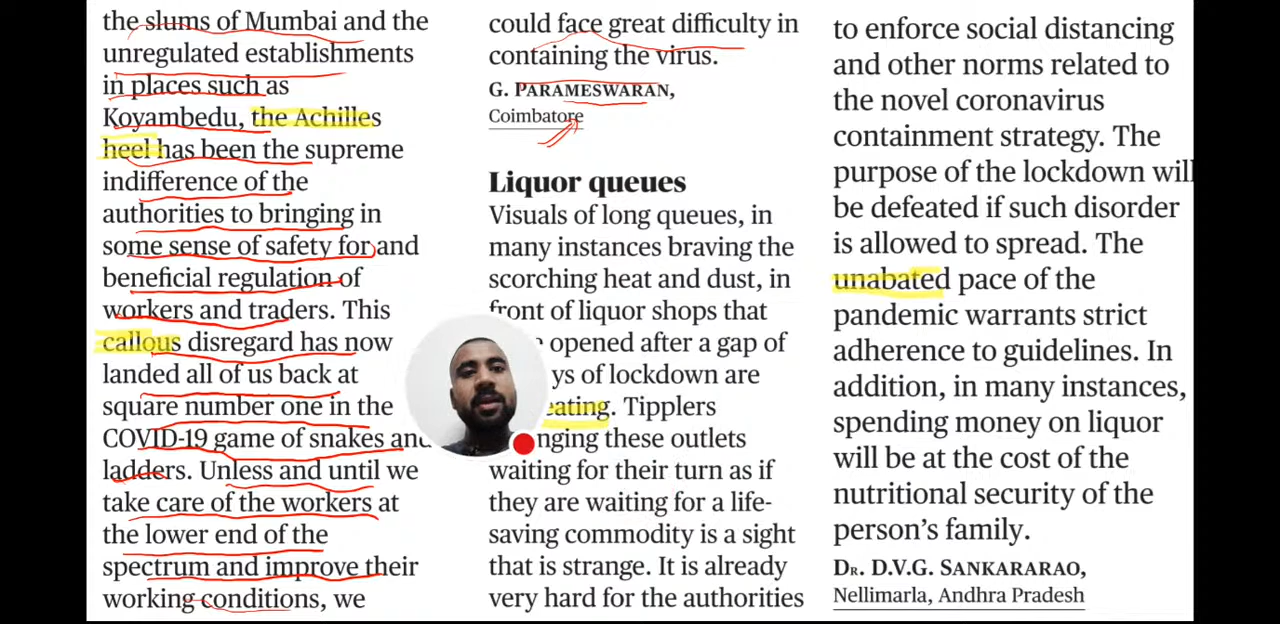 the slums of Mumbai and the
unregulated establishments
in places such as
Koyambedu, the Achilles
heel has been the supreme
indifference of the
authorities to bringing in
some sense of safety for and
beneficial regulation of
workers and traders. This
callous disregard has now
landed all of us back at
square number one in the
COVID-19 game of snakes and
ladders. Unless and until we
take care of the workers at
the lower end of the
spectrum and improve their
working conditions, we
could face great difficulty in
containing the virus.
G. PARAMESWARAN,
Coimbatore
Liquor queues
Visuals of long queues, in
many instances braving the
scorching heat and dust, in
front of liquor shops that
opened after a gap of
of lockdown are
Tipplers
these outlets
waiting for their turn as if
they are waiting for a life-
saving commodity is a sight
that is strange. It is already
very hard for the authorities
to enforce social distancing
and other norms related to
the novel coronavirus
containment strategy. The
purpose of the lockdown will
be defeated if such disorder
is allowed to spread. The
unabated pace of the
pandemic warrants strict
adherence to guidelines. In
addition, in many instances,
spending money on liquor
will be at the cost of the
nutritional security of the
person's family.
DR. D.V.G. SANKARARAO,
Nellimarla, Andhra Pradesh